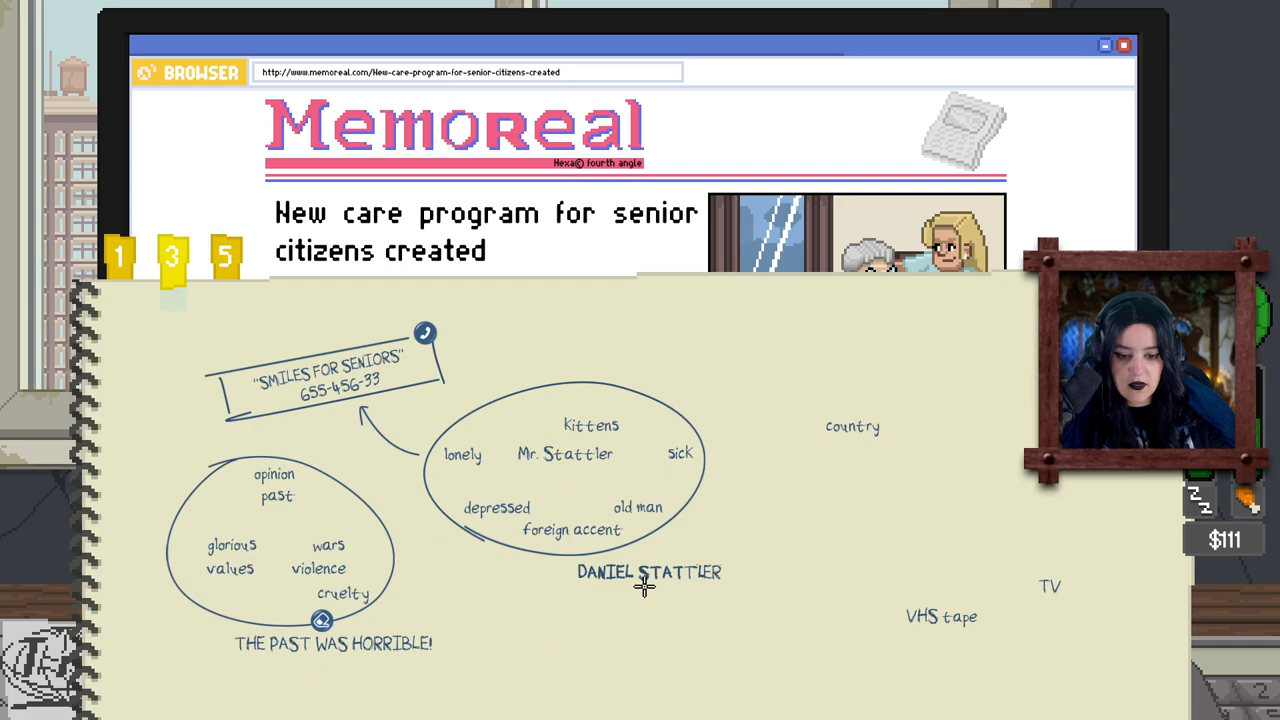 BROWSER
http://www.memoreal.com/New-care-program-for-senior-citizens-created
Memoreal
Hexa© fourth angle
New care program for senior
citizens created
1 3 5
"SMILES FOR SENIORS"
655-456-33
kittens
lonely Mr. Stattler sick
depressed old man
foreign accent
DANIEL STATTLER
opinion
past
glorious wars
values violence
cruelty
THE PAST WAS HORRIBLE!
country
TV
VHS tape
$111